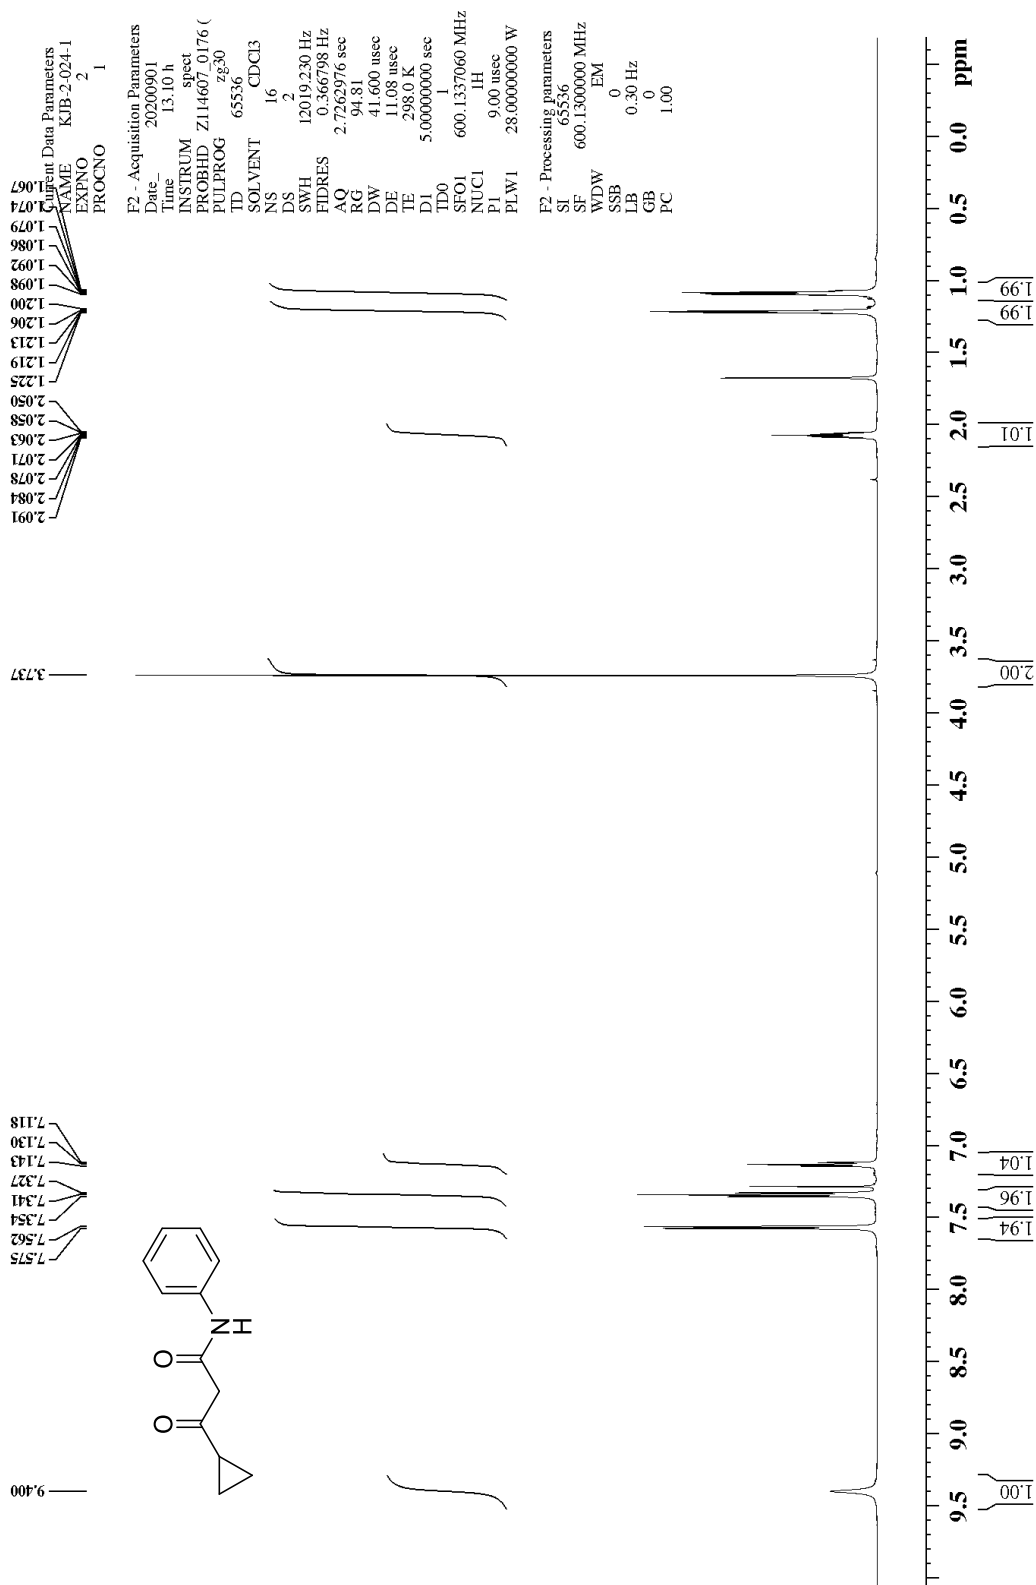 9.400
7.575
7.562
7.354
7.341
7.327
7.143
7.130
7.118
3.737
2.091
2.084
2.078
2.071
2.063
2.058
2.050
1.225
1.219
1.213
1.206
1.200
1.098
1.092
1.086
1.079
1.074
1.067
Current Data Parameters
NAME KJB-2-024-1
EXPNO 2
PROCNO 1
F2 - Acquisition Parameters
Date_ 20200901
Time 13.10 h
INSTRUM spect
PROBHD Z114607_0176 (
PULPROG zg30
TD 65536
SOLVENT CDCl3
NS 16
DS 2
SWH 12019.230 Hz
FIDRES 0.366798 Hz
AQ 2.7262976 sec
RG 94.81
DW 41.600 usec
DE 11.08 usec
TE 298.0 K
D1 5.00000000 sec
TD0 1
SFO1 600.1337060 MHz
NUC1 1H
P1 9.00 usec
PLW1 28.00000000 W
F2 - Processing parameters
SI 65536
SF 600.1300000 MHz
WDW EM
SSB 0
LB 0.30 Hz
GB 0
PC 1.00
O O
N
H
9.5 9.0 8.5 8.0 7.5 7.0 6.5 6.0 5.5 5.0 4.5 4.0 3.5 3.0 2.5 2.0 1.5 1.0 0.5 0.0 ppm
1.00 1.94 1.96 1.04 2.00 1.01 1.99 1.99